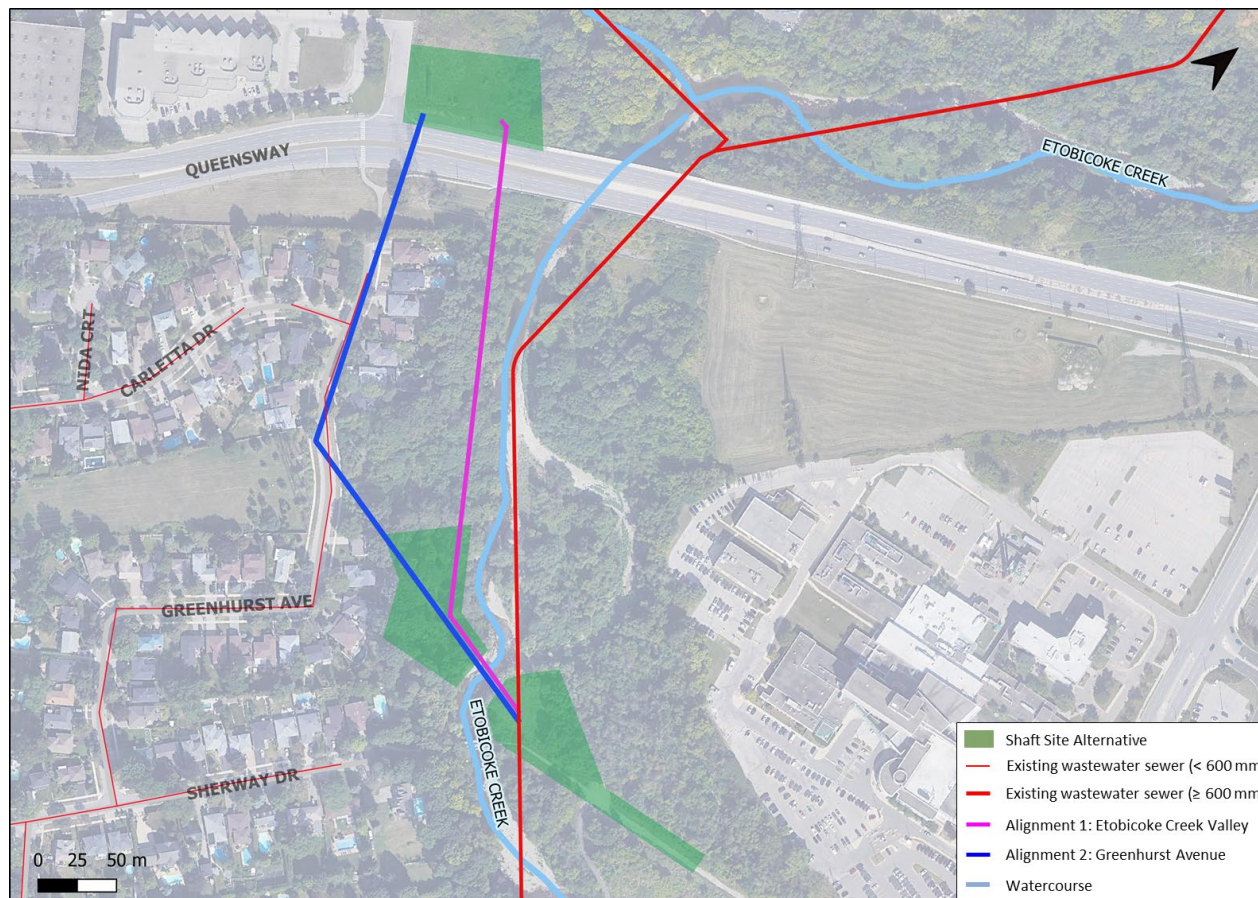 QUEENSWAY
ETOBICOKE CREEK
NIDA CRT
CARLETTA DR
GREENHURST AVE
ETOBICOKE CREEK
SHERWAY DR
0 25 50 m
Shaft Site Alternative
Existing wastewater sewer (< 600 mm
Existing wastewater sewer (≥ 600 mm
Alignment 1: Etobicoke Creek Valley
Alignment 2: Greenhurst Avenue
Watercourse